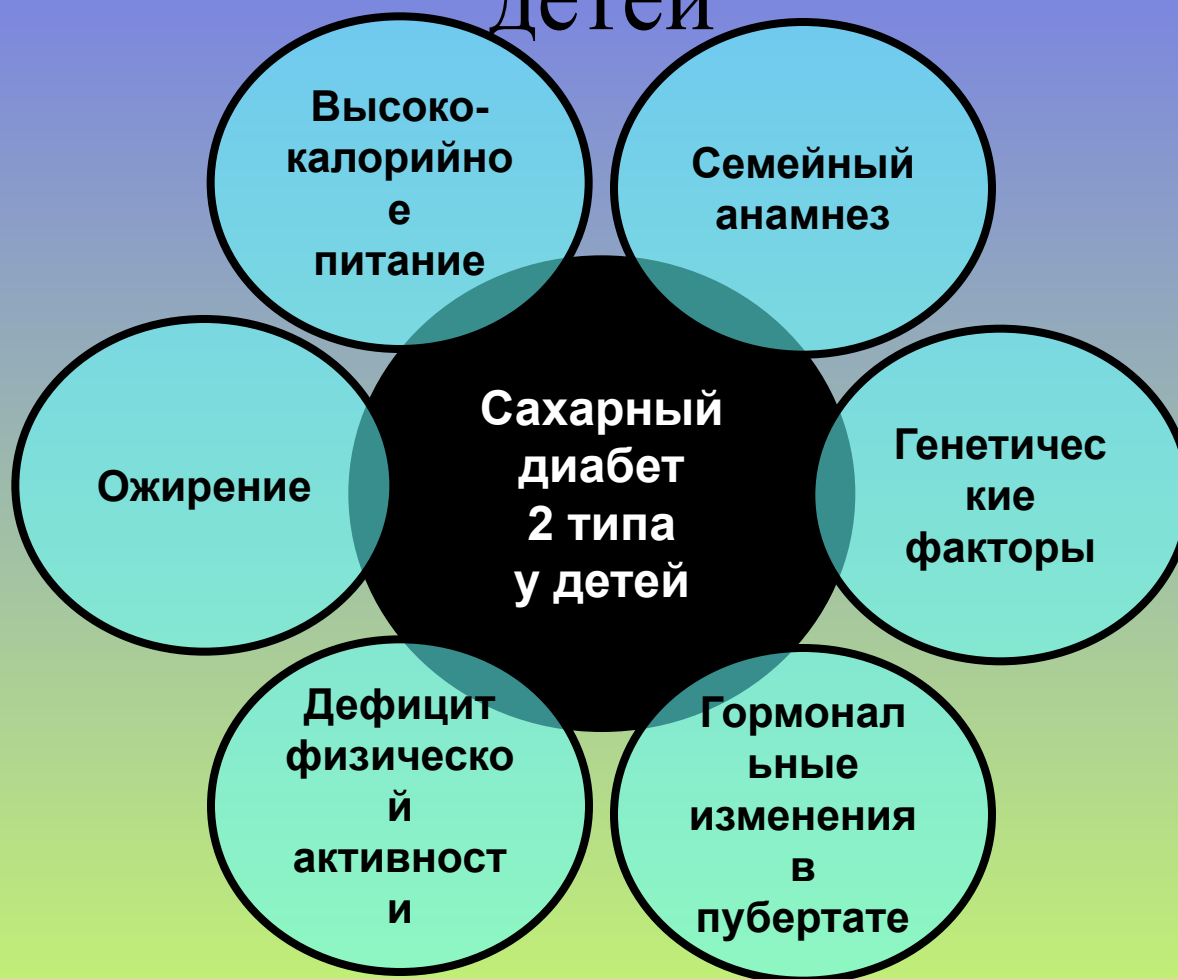 детей
Высоко-
калорийно
е
питание
Семейный
анамнез
Ожирение
Сахарный
диабет
2 типа
у детей
Генетичес
кие
факторы
Дефицит
физическо
й
активност
и
Гормонал
ьные
изменения
в
пубертате